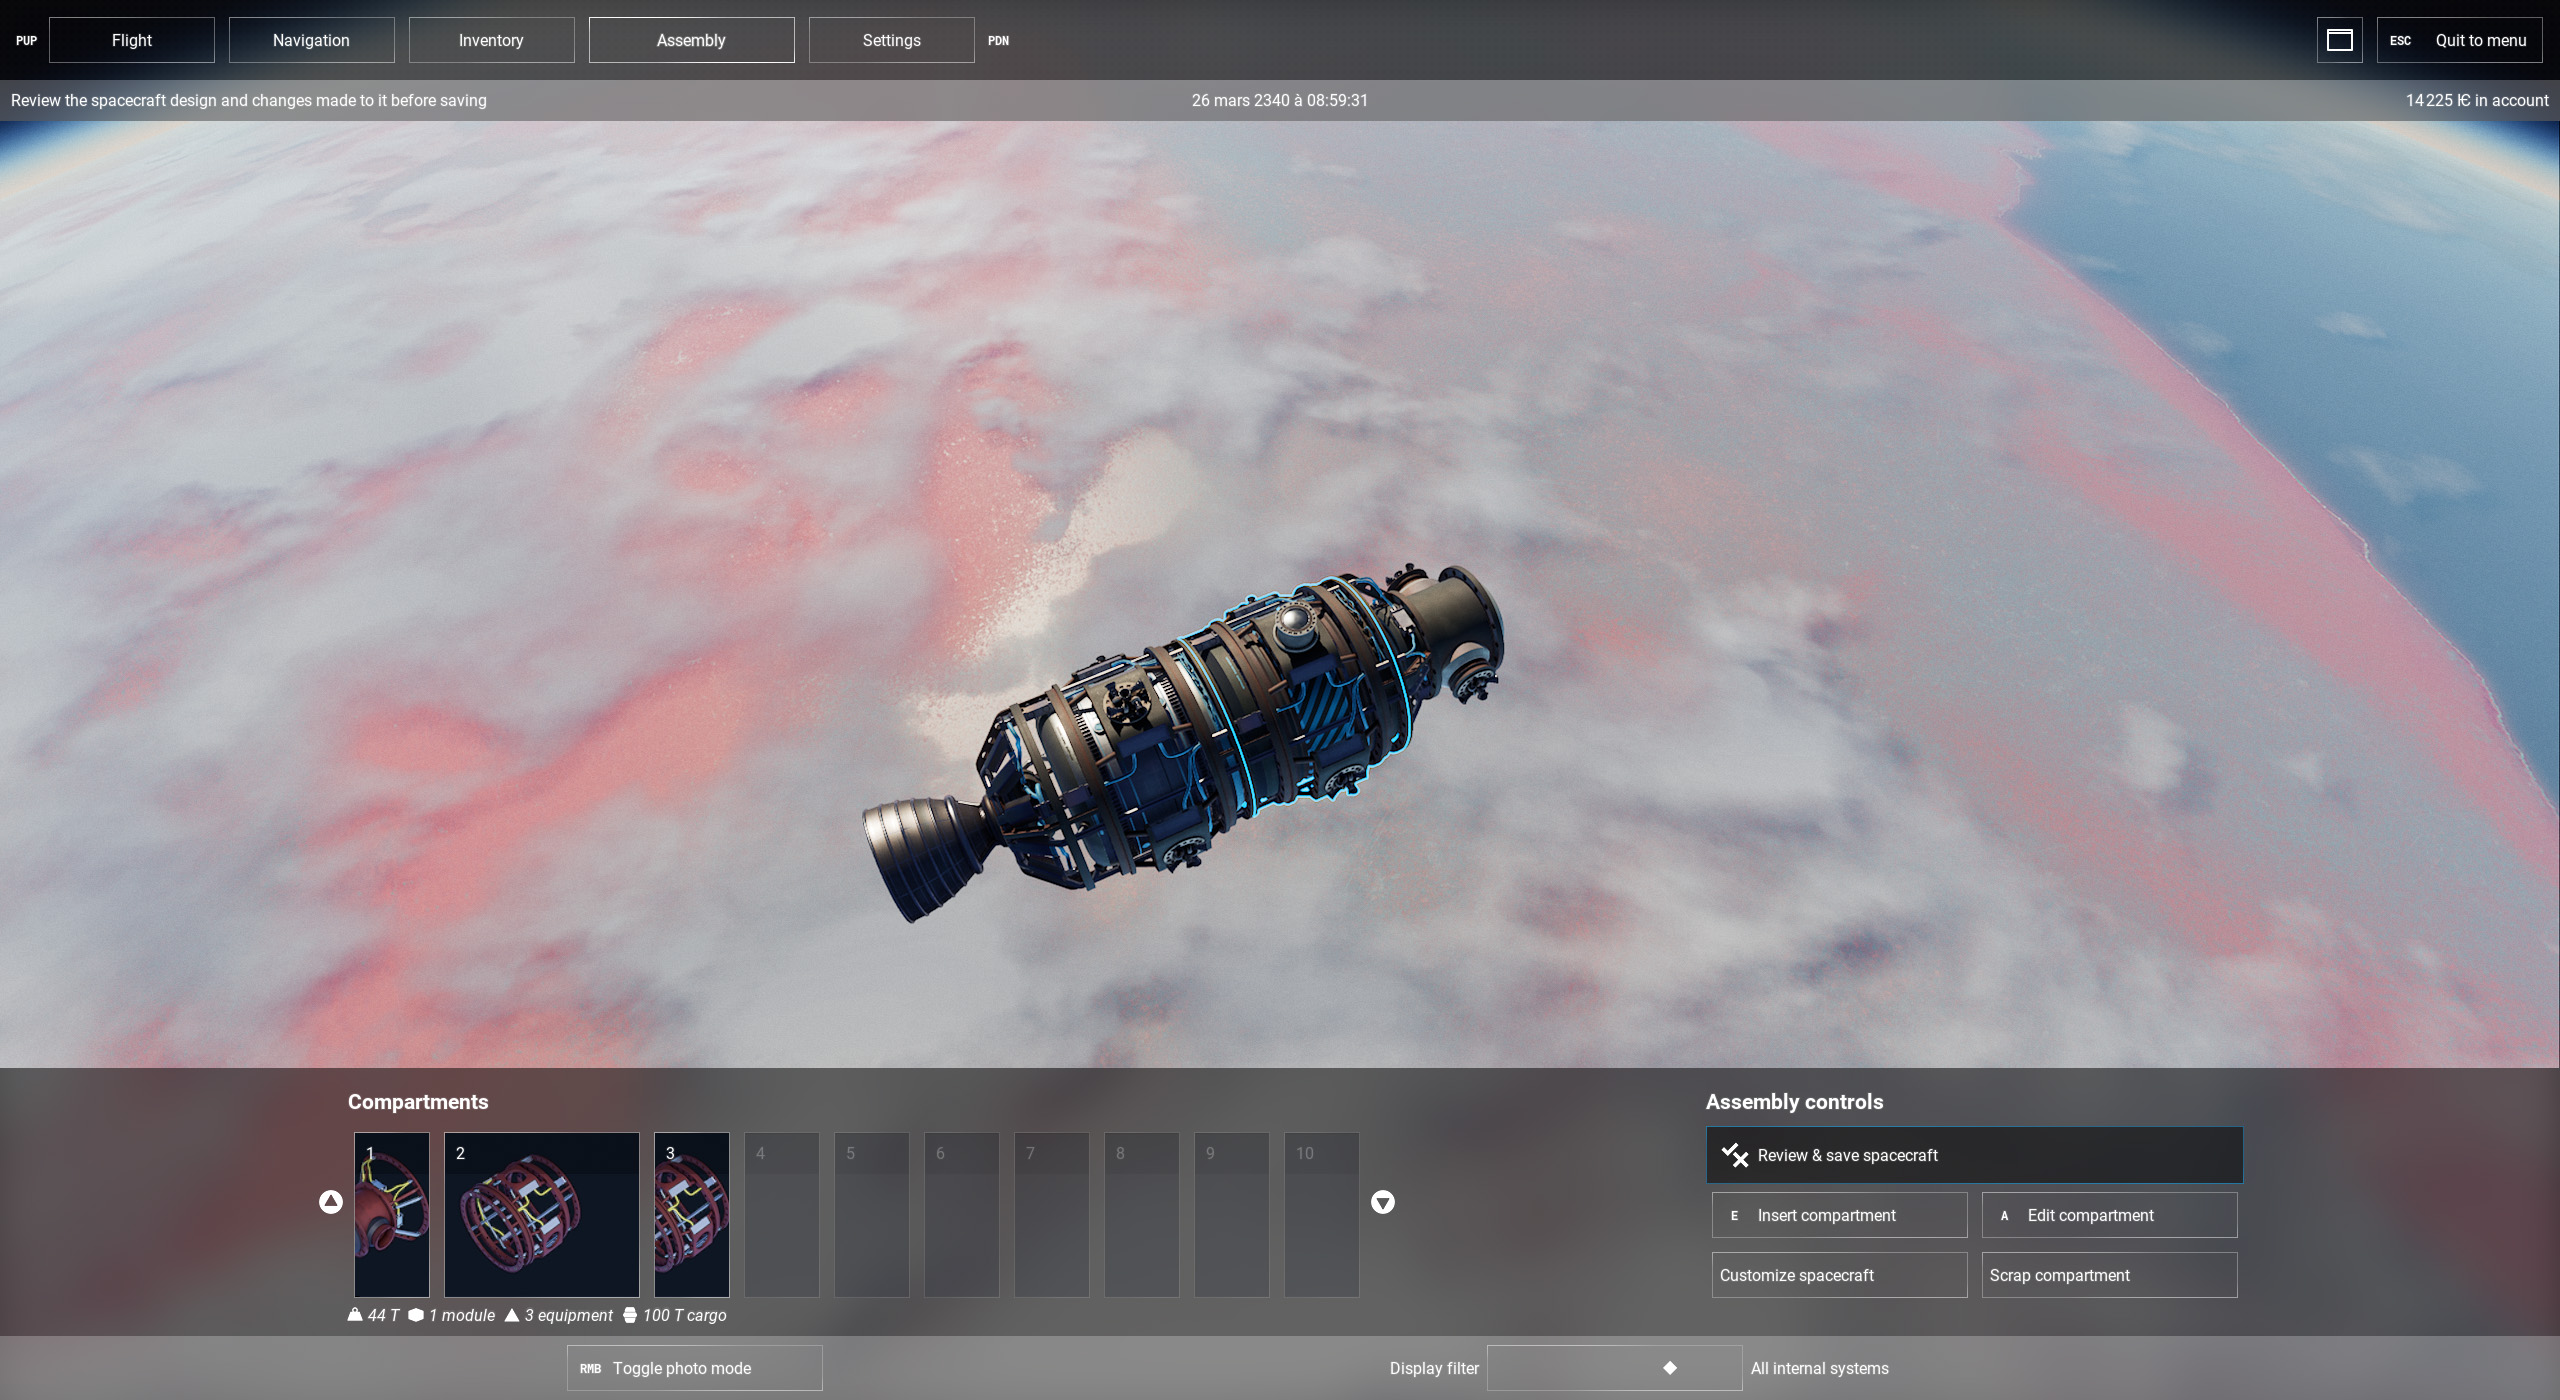 PUP Flight Navigation Inventory Assembly Settings PDN ESC Quit to menu
Review the spacecraft design and changes made to it before saving 26 mars 2340 à 08:59:31 14 225 I€ in account
Compartments
1 2 3 4 5 6 7 8 9 10
44 T 1 module 3 equipment 100 T cargo
Assembly controls
Review & save spacecraft
E Insert compartment A Edit compartment
Customize spacecraft Scrap compartment
RMB Toggle photo mode Display filter All internal systems